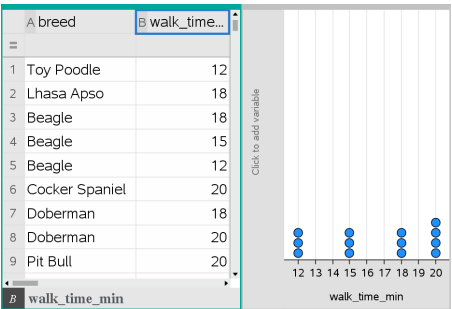 A breed B walk_time...
=
1 Toy Poodle 12
2 Lhasa Apso 18
3 Beagle 18
4 Beagle 15
5 Beagle 12
6 Cocker Spaniel 20
7 Doberman 18
8 Doberman 20
9 Pit Bull 20
B walk_time_min
Click to add variable
12 13 14 15 16 17 18 19 20
walk_time_min